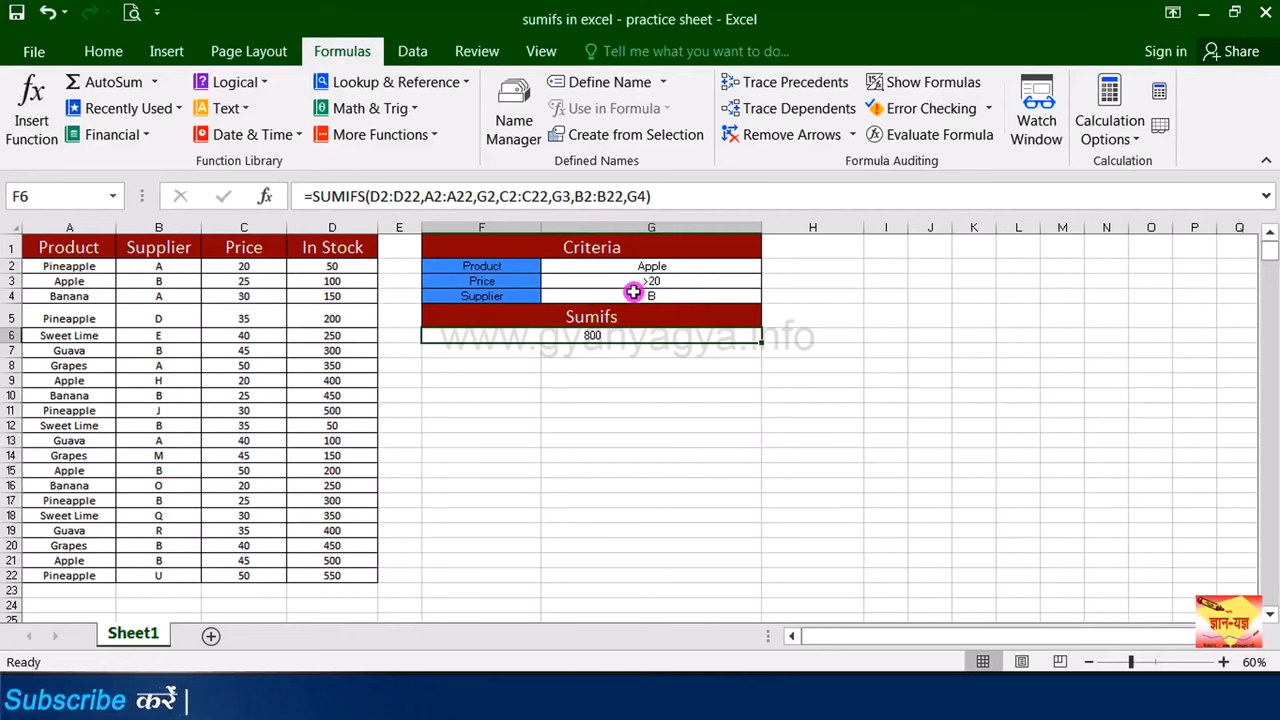 sumifs in excel - practice sheet - Excel
File Home Insert Page Layout Formulas Data Review View Tell me what you want to do... Sign in Share
fx Insert Function
Σ AutoSum
Recently Used
Financial
Logical
Text
Date & Time
Lookup & Reference
Math & Trig
More Functions
Function Library
Name Manager
Define Name
Use in Formula
Create from Selection
Defined Names
Trace Precedents
Trace Dependents
Remove Arrows
Show Formulas
Error Checking
Evaluate Formula
Formula Auditing
Watch Window
Calculation Options
Calculation
F6 fx =SUMIFS(D2:D22,A2:A22,G2,C2:C22,G3,B2:B22,G4)
A B C D E F G H I J K L M N O P Q
1 Product Supplier Price In Stock Criteria
2 Pineapple A 20 50 Product Apple
3 Apple B 25 100 Price >20
4 Banana A 30 150 Supplier B
5 Pineapple D 35 200 Sumifs
6 Sweet Lime E 40 250 800
www.gyanyagya.info
7 Guava B 45 300
8 Grapes A 50 350
9 Apple H 20 400
10 Banana B 25 450
11 Pineapple J 30 500
12 Sweet Lime B 35 50
13 Guava A 40 100
14 Grapes M 45 150
15 Apple B 50 200
16 Banana O 20 250
17 Pineapple B 25 300
18 Sweet Lime Q 30 350
19 Guava R 35 400
20 Grapes B 40 450
21 Apple B 45 500
22 Pineapple U 50 550
23
24
25
ज्ञान-यज्ञ
Sheet1
Ready 60%
Subscribe करें |